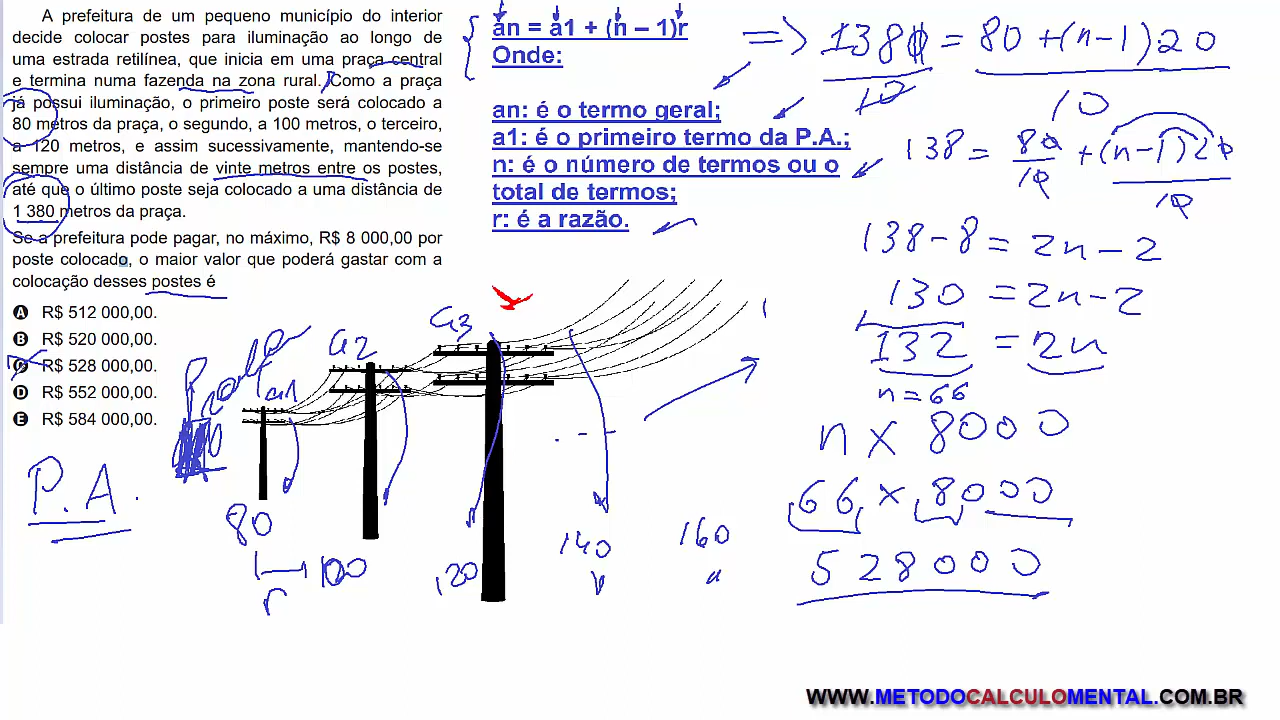 A prefeitura de um pequeno município do interior
decide colocar postes para iluminação ao longo de
uma estrada retilínea, que inicia em uma praça central
e termina numa fazenda na zona rural. Como a praça
já possui iluminação, o primeiro poste será colocado a
80 metros da praça, o segundo, a 100 metros, o terceiro,
a 120 metros, e assim sucessivamente, mantendo-se
sempre uma distância de vinte metros entre os postes,
até que o último poste seja colocado a uma distância de
1 380 metros da praça.
Se a prefeitura pode pagar, no máximo, R$ 8 000,00 por
poste colocado, o maior valor que poderá gastar com a
colocação desses postes é
A R$ 512 000,00.
B R$ 520 000,00.
C R$ 528 000,00.
D R$ 552 000,00.
E R$ 584 000,00.
P.A.
an = a1 + (n – 1)r
Onde:
an: é o termo geral;
a1: é o primeiro termo da P.A.;
n: é o número de termos ou o
total de termos;
r: é a razão.
a1
a2
a3
80
100
120
140
160
r
1380 = 80 + (n-1).20
10 10
138 = 80 + (n-1)20
10 10
138 - 8 = 2n - 2
130 = 2n - 2
132 = 2n
n = 66
n x 8000
66 x 8000
528000
WWW.METODOCALCULOMENTAL.COM.BR